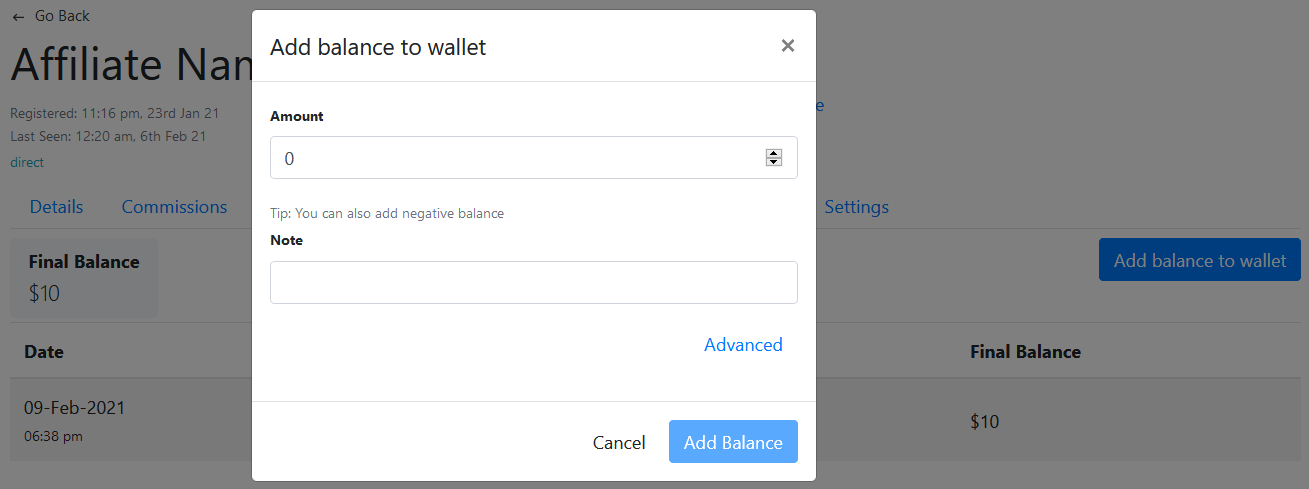 ← Go Back
Affiliate Nan
Registered: 11:16 pm, 23rd Jan 21
Last Seen: 12:20 am, 6th Feb 21
direct
Details Commissions Settings
Final Balance
$10
Add balance to wallet
Date Final Balance
09-Feb-2021
06:38 pm
$10
Add balance to wallet ×
Amount
0
Tip: You can also add negative balance
Note
Advanced
Cancel Add Balance